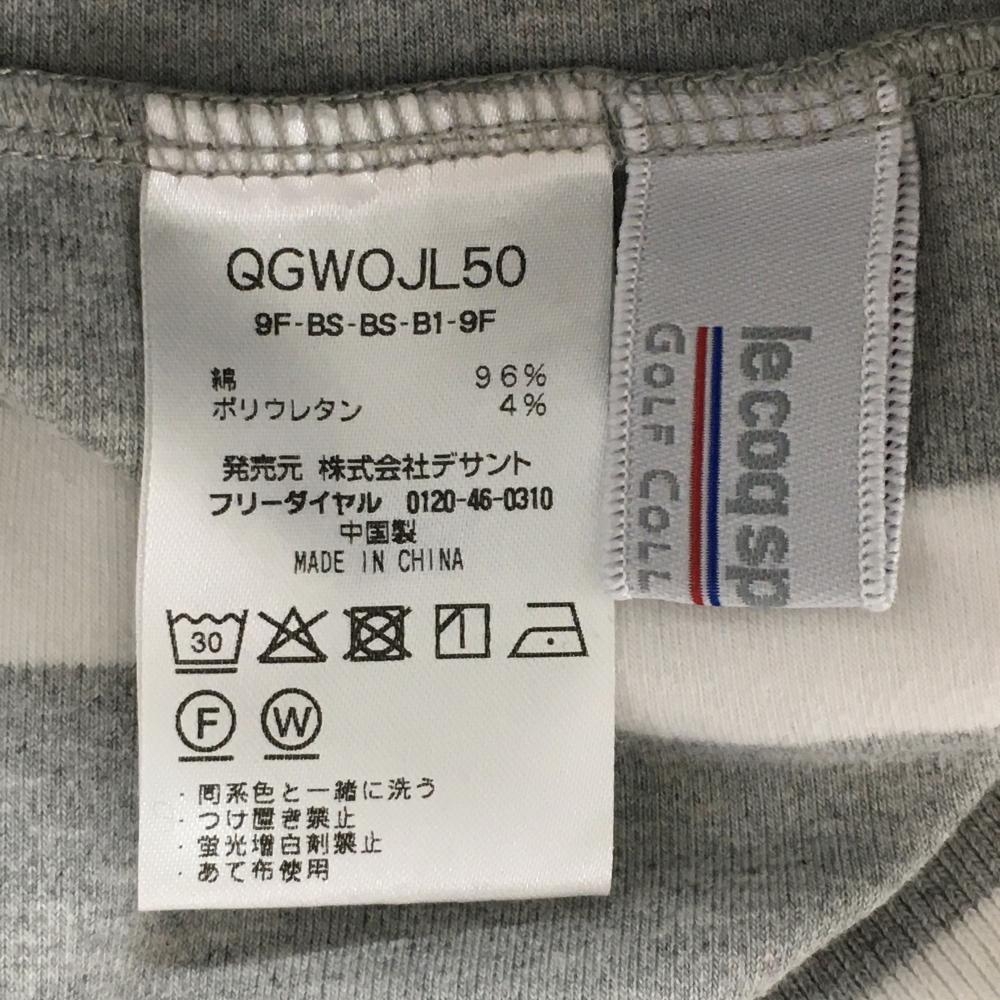 QGWOJL50
9F-BS-BS-B1-9F
綿 96%
ポリウレタン 4%
発売元 株式会社デサント
フリーダイヤル 0120-46-0310
中国製
MADE IN CHINA
30
F W
・同系色と一緒に洗う
・つけ置き禁止
・蛍光増白剤禁止
・あて布使用
lecoqsp
GOLF COLL